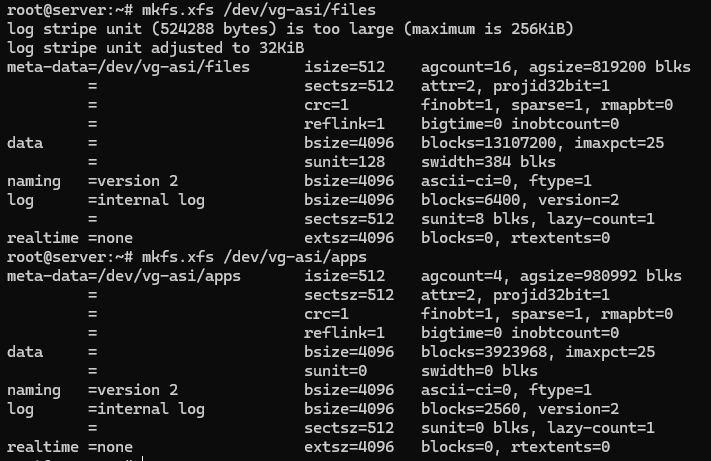 root@server:~# mkfs.xfs /dev/vg-asi/files
log stripe unit (524288 bytes) is too large (maximum is 256KiB)
log stripe unit adjusted to 32KiB
meta-data=/dev/vg-asi/files      isize=512    agcount=16, agsize=819200 blks
         =                       sectsz=512   attr=2, projid32bit=1
         =                       crc=1        finobt=1, sparse=1, rmapbt=0
         =                       reflink=1    bigtime=0 inobtcount=0
data     =                       bsize=4096   blocks=13107200, imaxpct=25
         =                       sunit=128    swidth=384 blks
naming   =version 2              bsize=4096   ascii-ci=0, ftype=1
log      =internal log           bsize=4096   blocks=6400, version=2
         =                       sectsz=512   sunit=8 blks, lazy-count=1
realtime =none                   extsz=4096   blocks=0, rtextents=0
root@server:~# mkfs.xfs /dev/vg-asi/apps
meta-data=/dev/vg-asi/apps       isize=512    agcount=4, agsize=980992 blks
         =                       sectsz=512   attr=2, projid32bit=1
         =                       crc=1        finobt=1, sparse=1, rmapbt=0
         =                       reflink=1    bigtime=0 inobtcount=0
data     =                       bsize=4096   blocks=3923968, imaxpct=25
         =                       sunit=0      swidth=0 blks
naming   =version 2              bsize=4096   ascii-ci=0, ftype=1
log      =internal log           bsize=4096   blocks=2560, version=2
         =                       sectsz=512   sunit=0 blks, lazy-count=1
realtime =none                   extsz=4096   blocks=0, rtextents=0